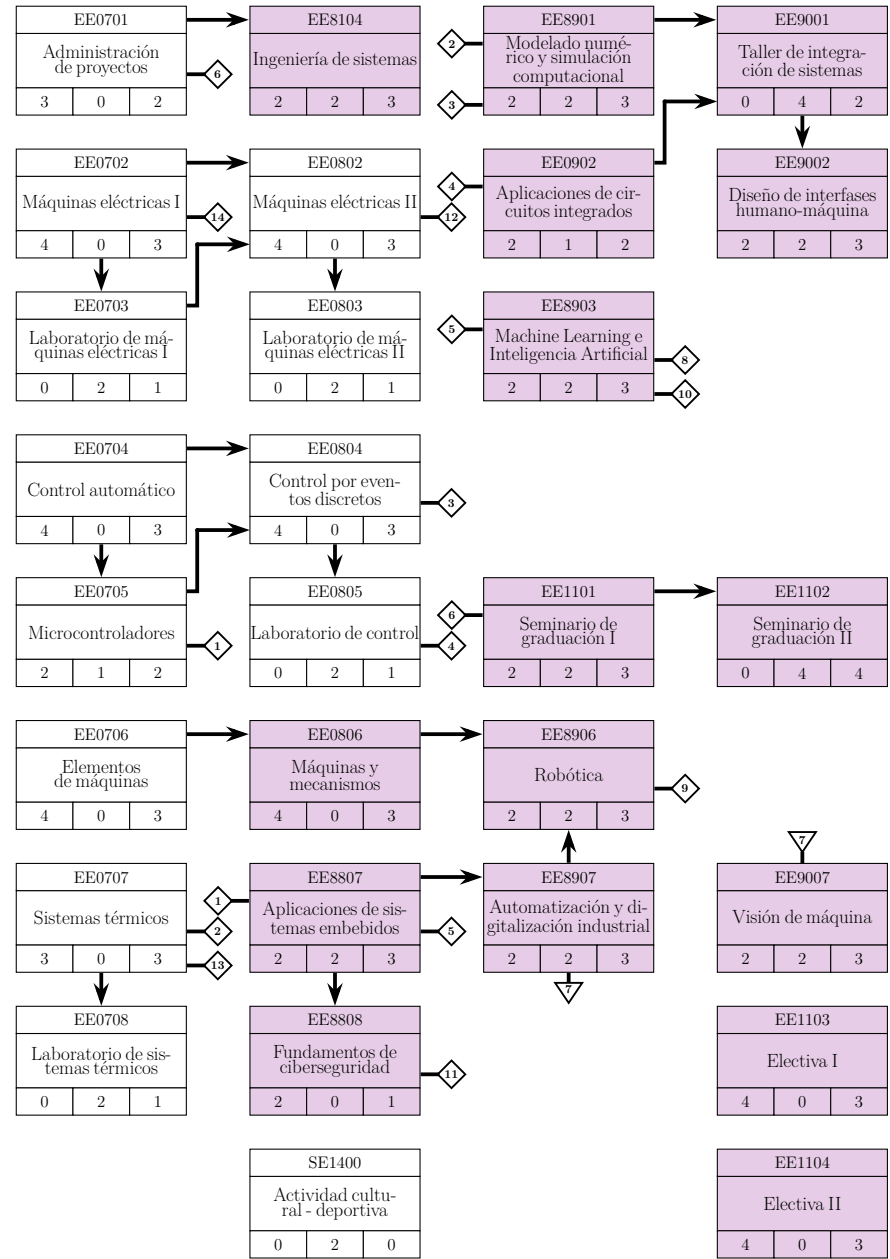 EE0701
Administración
de proyectos
6
3 0 2
EE8104
Ingeniería de sistemas
2 2 3
EE8901
2
Modelado numé-
rico y simulación
computacional
3
2 2 3
EE9001
Taller de integra-
ción de sistemas
0 4 2
EE0702
Máquinas eléctricas I
14
4 0 3
EE0802
Máquinas eléctricas II
12
4 0 3
EE0902
4
Aplicaciones de cir-
cuitos integrados
2 1 2
EE9002
Diseño de interfases
humano-máquina
2 2 3
EE0703
Laboratorio de má-
quinas eléctricas I
0 2 1
EE0803
Laboratorio de má-
quinas eléctricas II
0 2 1
EE8903
5
Machine Learning e
Inteligencia Artificial
8
2 2 3
10
EE0704
Control automático
4 0 3
EE0804
Control por even-
tos discretos
3
4 0 3
EE0705
Microcontroladores
1
2 1 2
EE0805
Laboratorio de control
4
0 2 1
EE1101
6
Seminario de
graduación I
2 2 3
EE1102
Seminario de
graduación II
0 4 4
EE0706
Elementos
de máquinas
4 0 3
EE0806
Máquinas y
mecanismos
4 0 3
EE8906
Robótica
9
2 2 3
EE0707
Sistemas térmicos
2
3 0 3
13
EE8807
1
Aplicaciones de sis-
temas embebidos
5
2 2 3
EE8907
Automatización y di-
gitalización industrial
2 2 3
7
7
EE9007
Visión de máquina
2 2 3
EE0708
Laboratorio de sis-
temas térmicos
0 2 1
EE8808
Fundamentos de
ciberseguridad
11
2 0 1
EE1103
Electiva I
4 0 3
SE1400
Actividad cultu-
ral - deportiva
0 2 0
EE1104
Electiva II
4 0 3